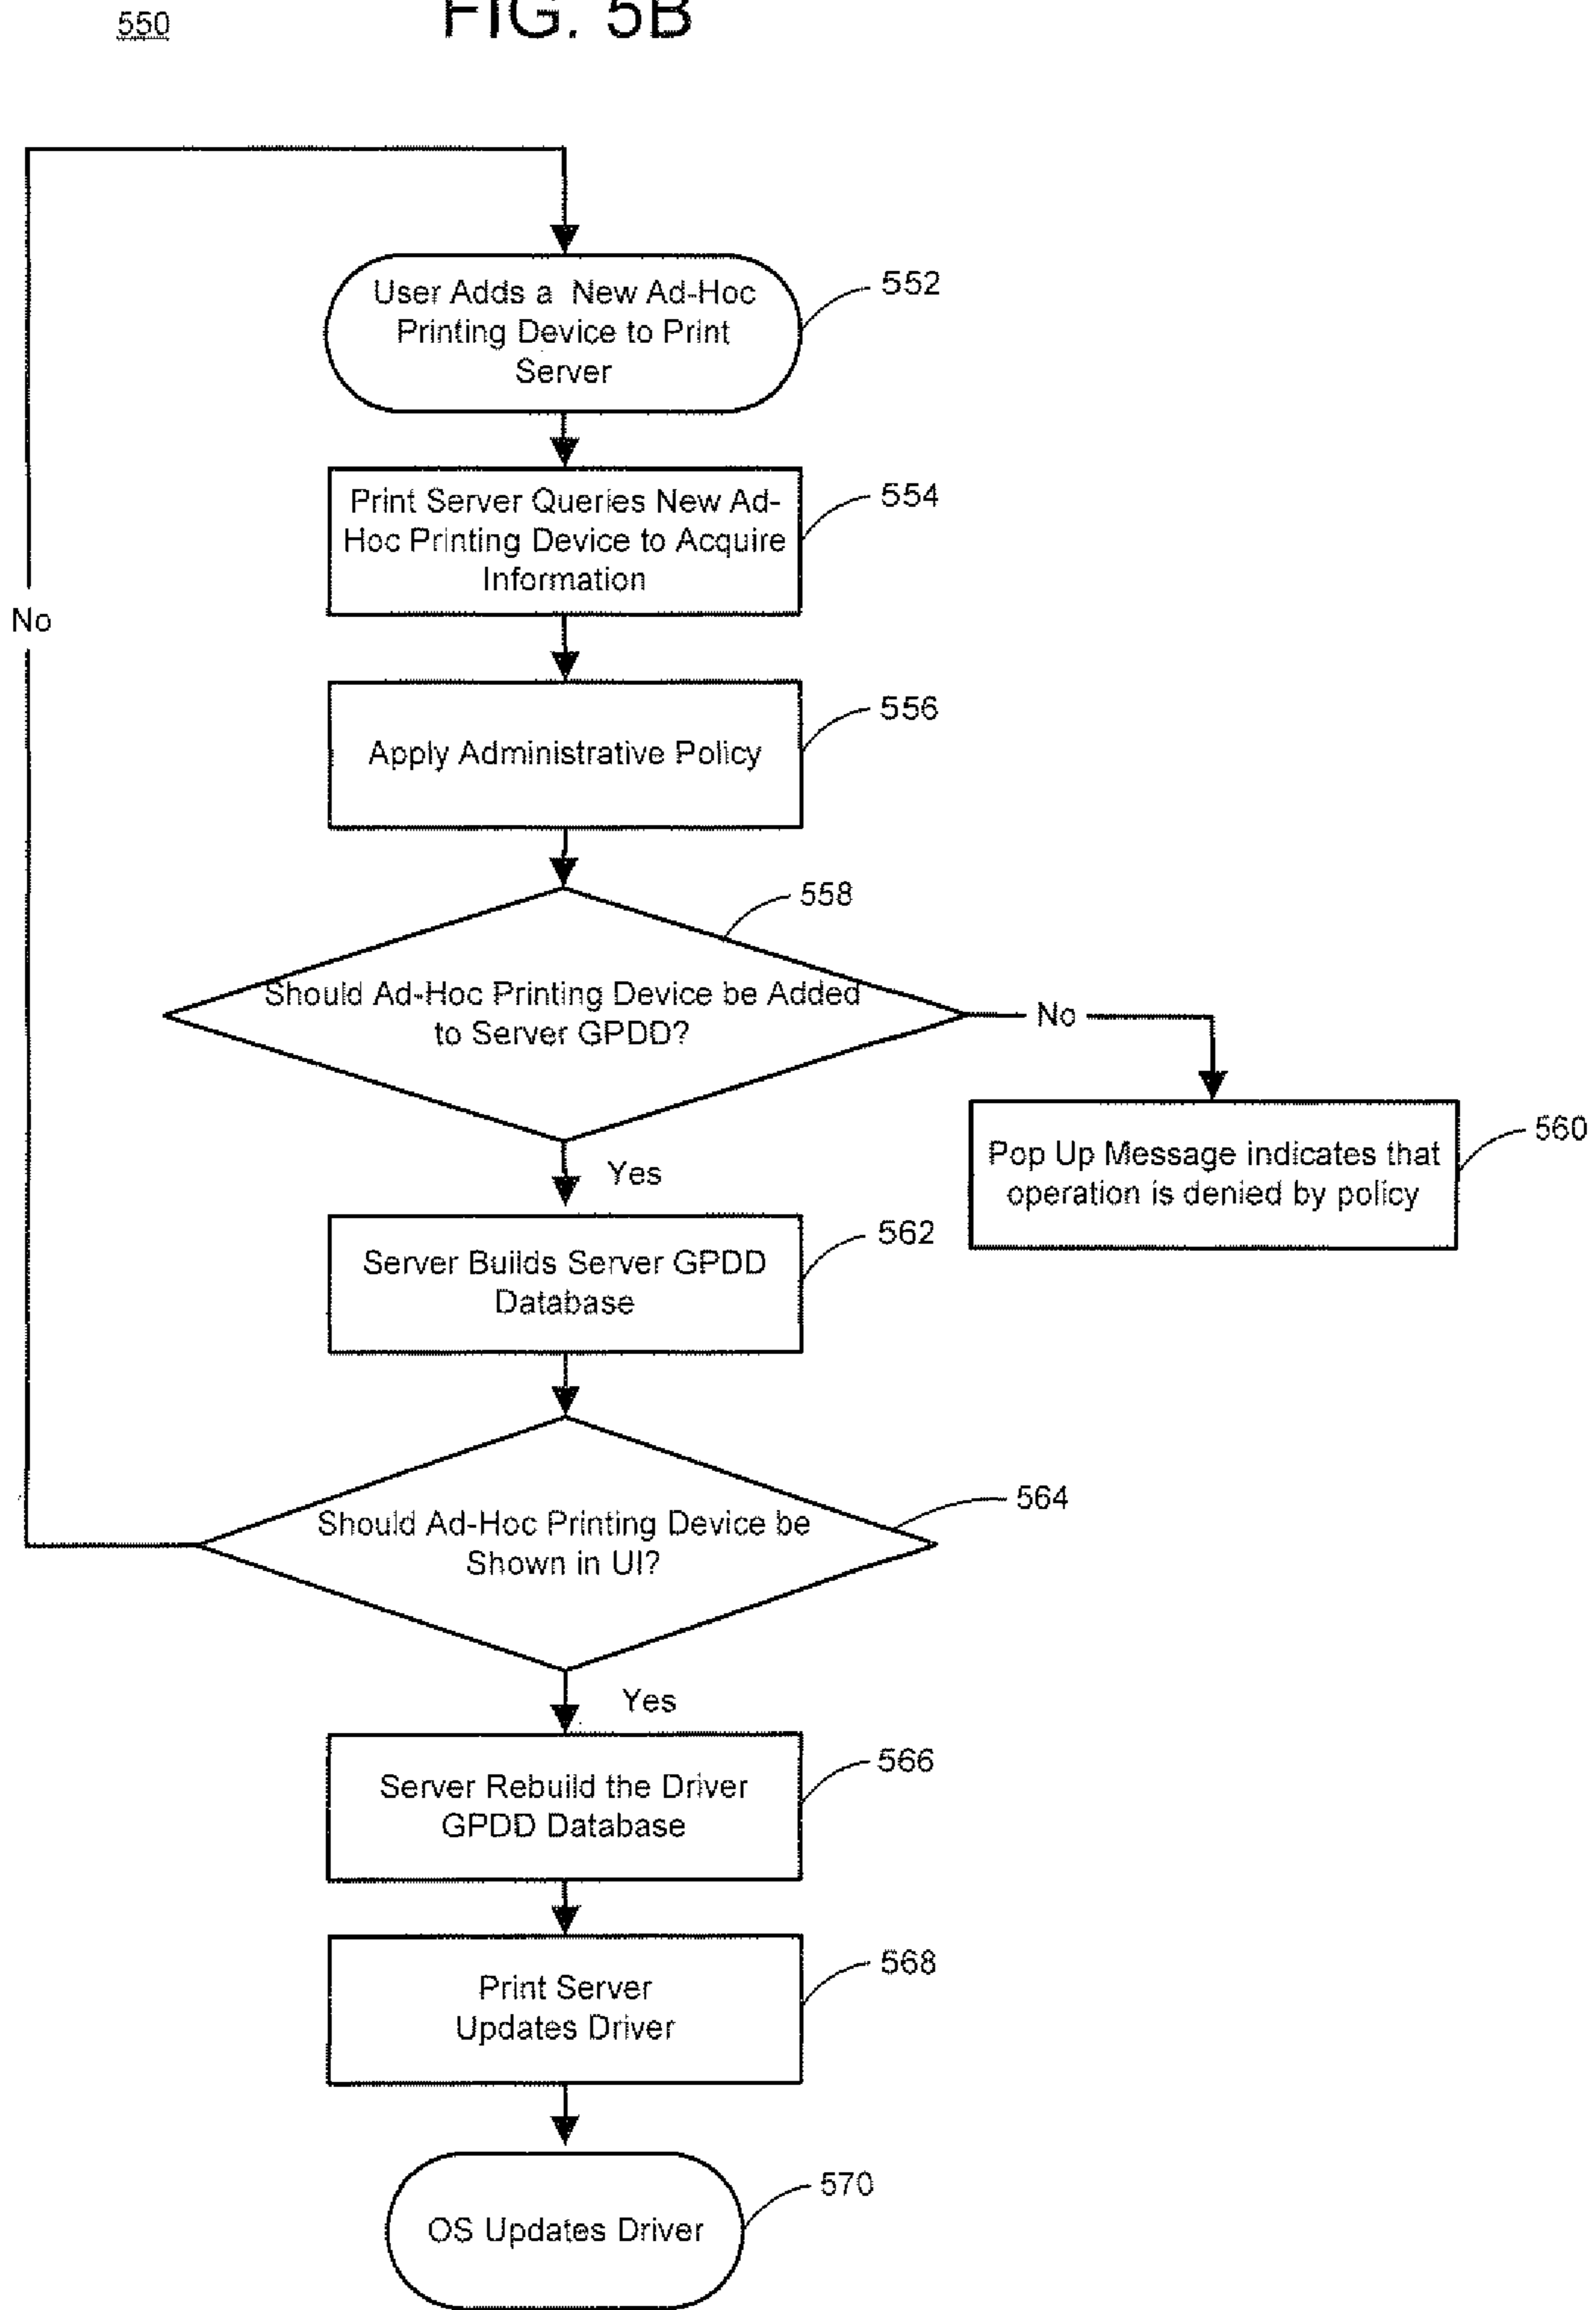 550
FIG. 5B
User Adds a New Ad-Hoc
Printing Device to Print
Server
552
Print Server Queries New Ad-
Hoc Printing Device to Acquire
Information
554
No
Apply Administrative Policy
556
558
Should Ad-Hoc Printing Device be Added
to Server GPDD?
No
Pop Up Message indicates that
operation is denied by policy
560
Yes
Server Builds Server GPDD
Database
562
Should Ad-Hoc Printing Device be
Shown in UI?
564
Yes
Server Rebuild the Driver
GPDD Database
566
Print Server
Updates Driver
568
OS Updates Driver
570